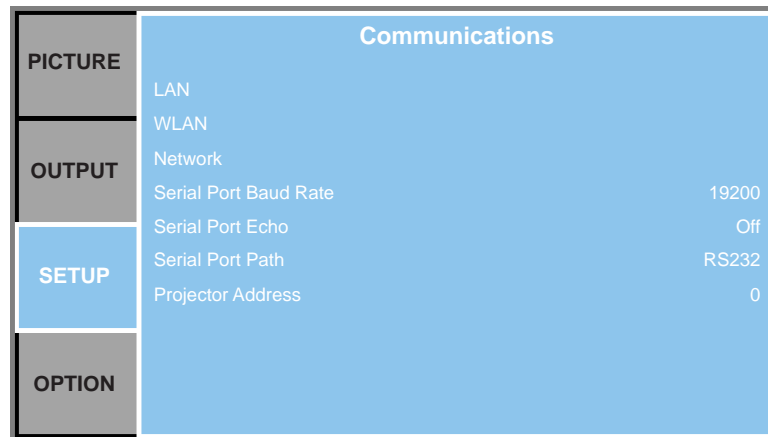 PICTURE
OUTPUT
SETUP
OPTION
Communications
LAN
WLAN
Network
Serial Port Baud Rate 19200
Serial Port Echo Off
Serial Port Path RS232
Projector Address 0